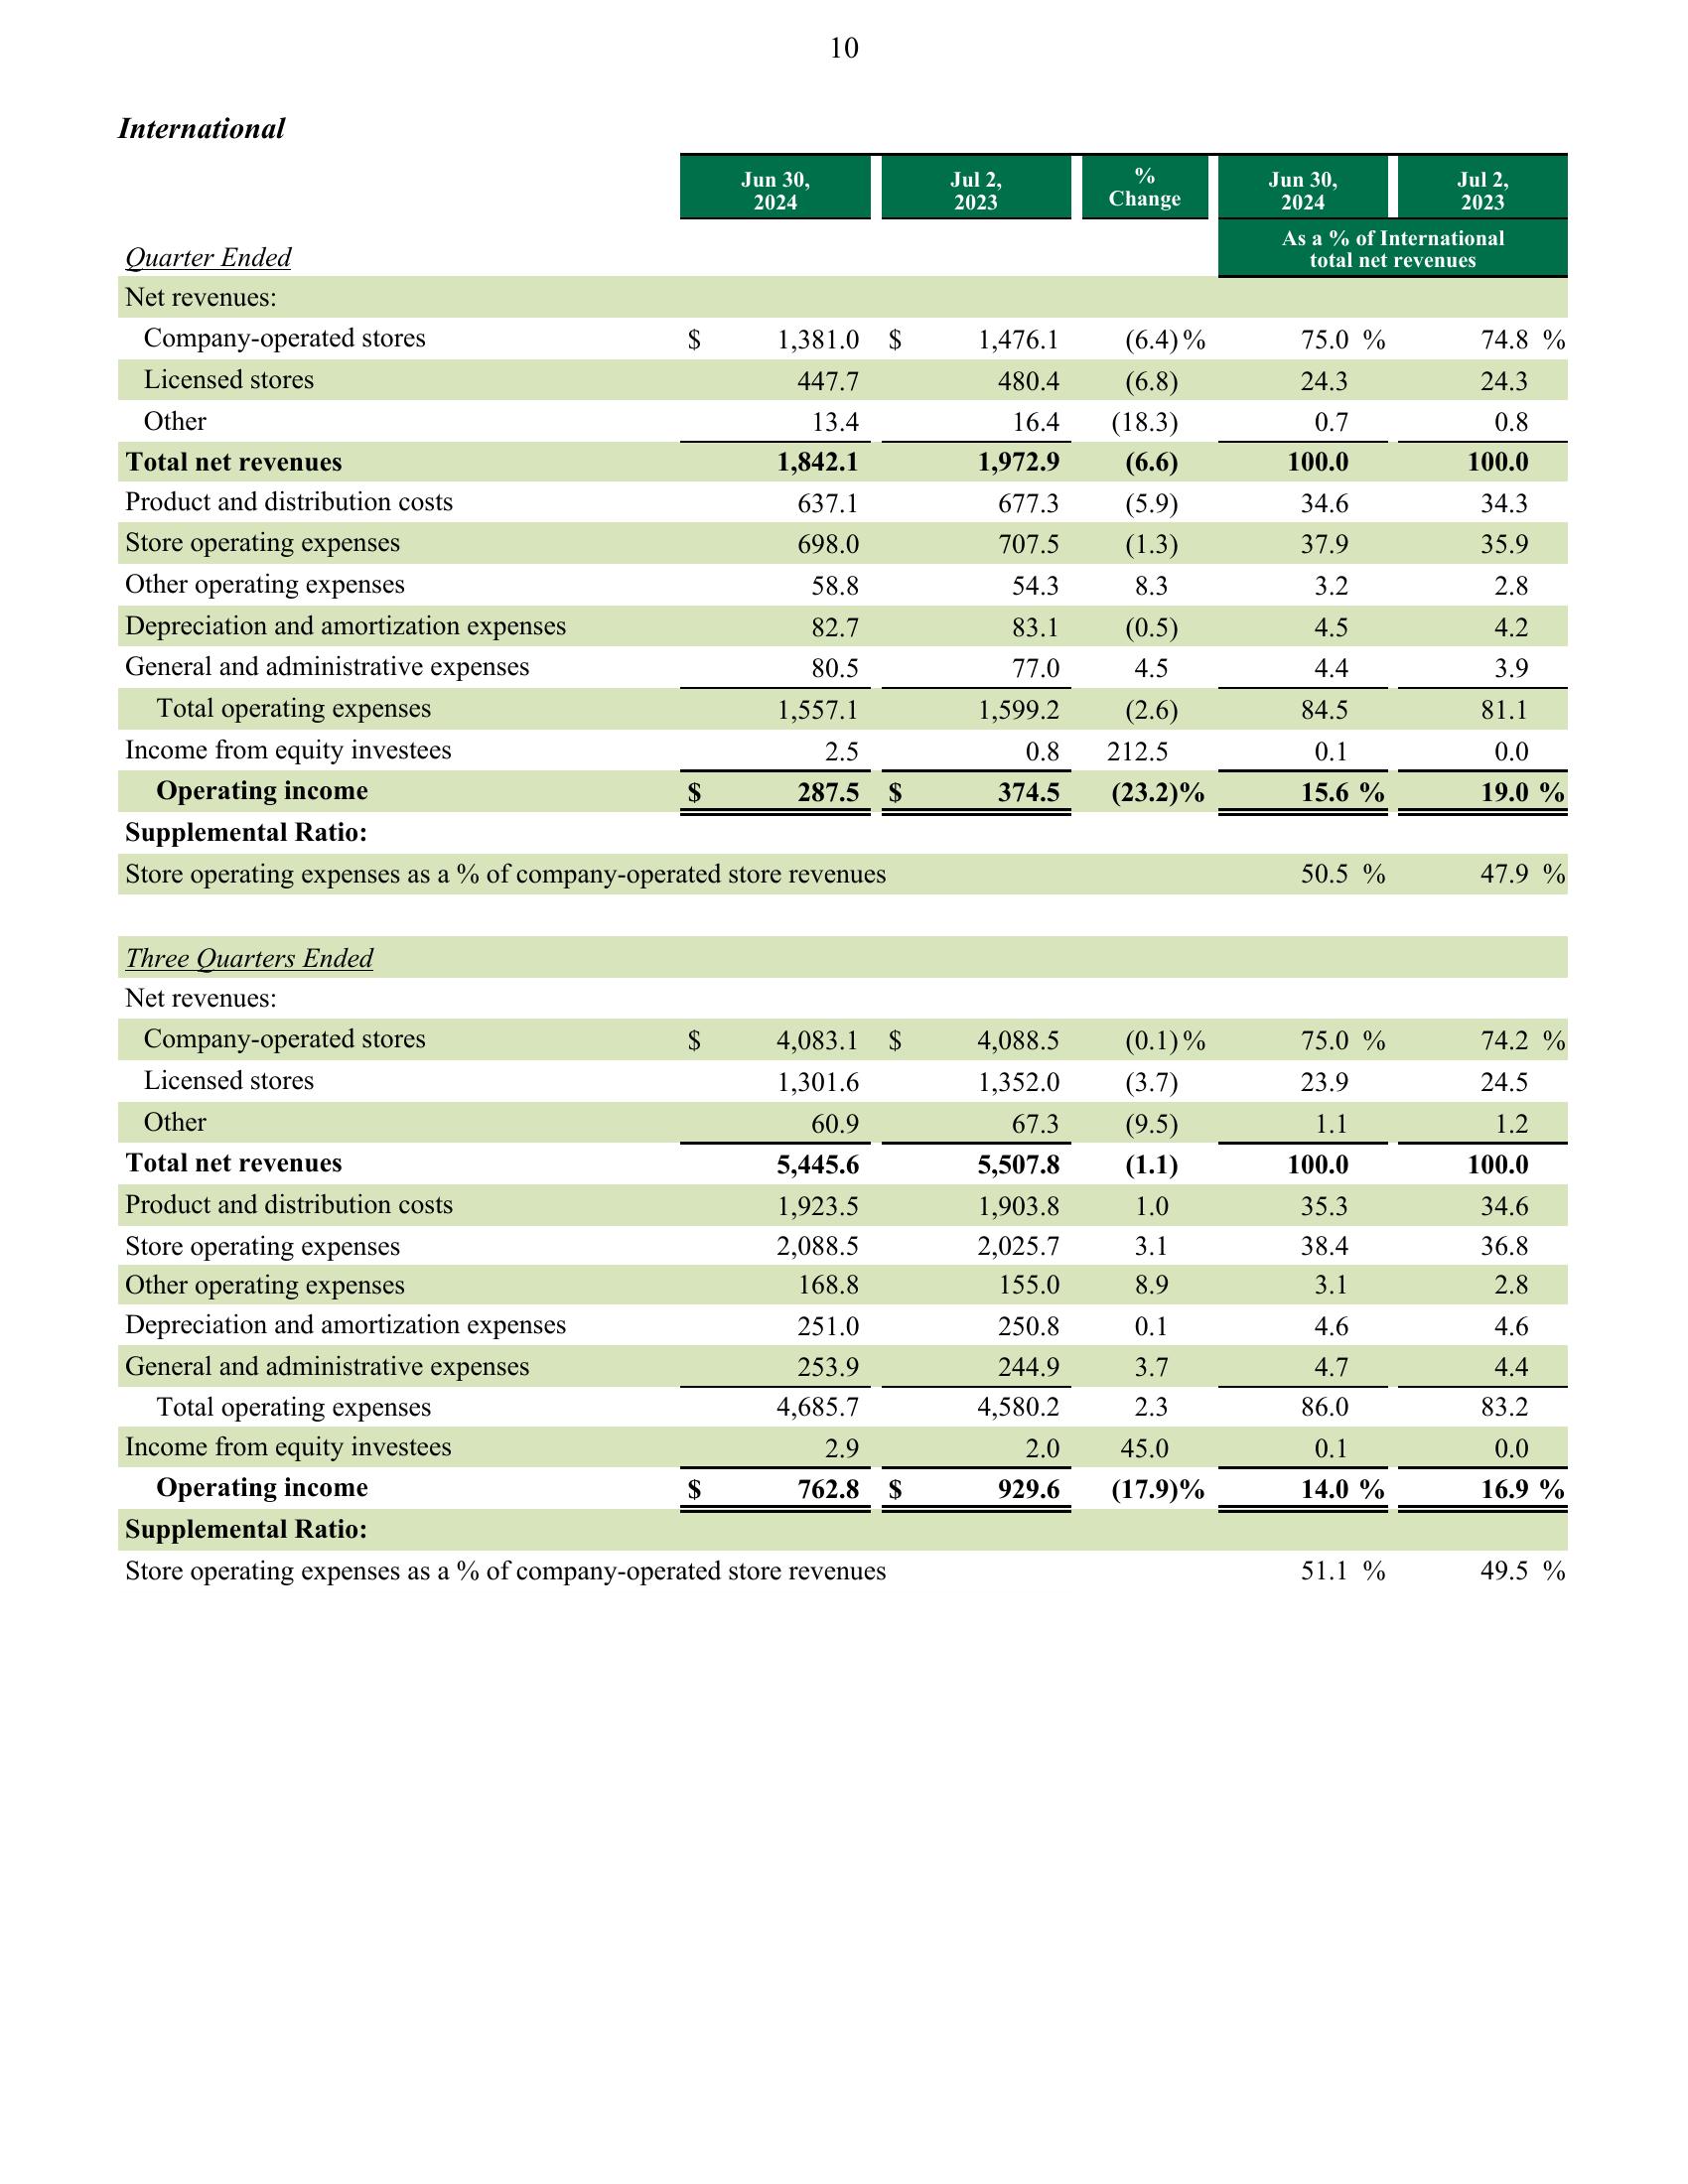 10
International
Jun 30, 2024 Jul 2, 2023 % Change Jun 30, 2024 Jul 2, 2023
Quarter Ended As a % of International total net revenues
Net revenues:
Company-operated stores $ 1,381.0 $ 1,476.1 (6.4)% 75.0 % 74.8 %
Licensed stores 447.7 480.4 (6.8) 24.3 24.3
Other 13.4 16.4 (18.3) 0.7 0.8
Total net revenues 1,842.1 1,972.9 (6.6) 100.0 100.0
Product and distribution costs 637.1 677.3 (5.9) 34.6 34.3
Store operating expenses 698.0 707.5 (1.3) 37.9 35.9
Other operating expenses 58.8 54.3 8.3 3.2 2.8
Depreciation and amortization expenses 82.7 83.1 (0.5) 4.5 4.2
General and administrative expenses 80.5 77.0 4.5 4.4 3.9
Total operating expenses 1,557.1 1,599.2 (2.6) 84.5 81.1
Income from equity investees 2.5 0.8 212.5 0.1 0.0
Operating income $ 287.5 $ 374.5 (23.2)% 15.6 % 19.0 %
Supplemental Ratio:
Store operating expenses as a % of company-operated store revenues 50.5 % 47.9 %
Three Quarters Ended
Net revenues:
Company-operated stores $ 4,083.1 $ 4,088.5 (0.1)% 75.0 % 74.2 %
Licensed stores 1,301.6 1,352.0 (3.7) 23.9 24.5
Other 60.9 67.3 (9.5) 1.1 1.2
Total net revenues 5,445.6 5,507.8 (1.1) 100.0 100.0
Product and distribution costs 1,923.5 1,903.8 1.0 35.3 34.6
Store operating expenses 2,088.5 2,025.7 3.1 38.4 36.8
Other operating expenses 168.8 155.0 8.9 3.1 2.8
Depreciation and amortization expenses 251.0 250.8 0.1 4.6 4.6
General and administrative expenses 253.9 244.9 3.7 4.7 4.4
Total operating expenses 4,685.7 4,580.2 2.3 86.0 83.2
Income from equity investees 2.9 2.0 45.0 0.1 0.0
Operating income $ 762.8 $ 929.6 (17.9)% 14.0 % 16.9 %
Supplemental Ratio:
Store operating expenses as a % of company-operated store revenues 51.1 % 49.5 %